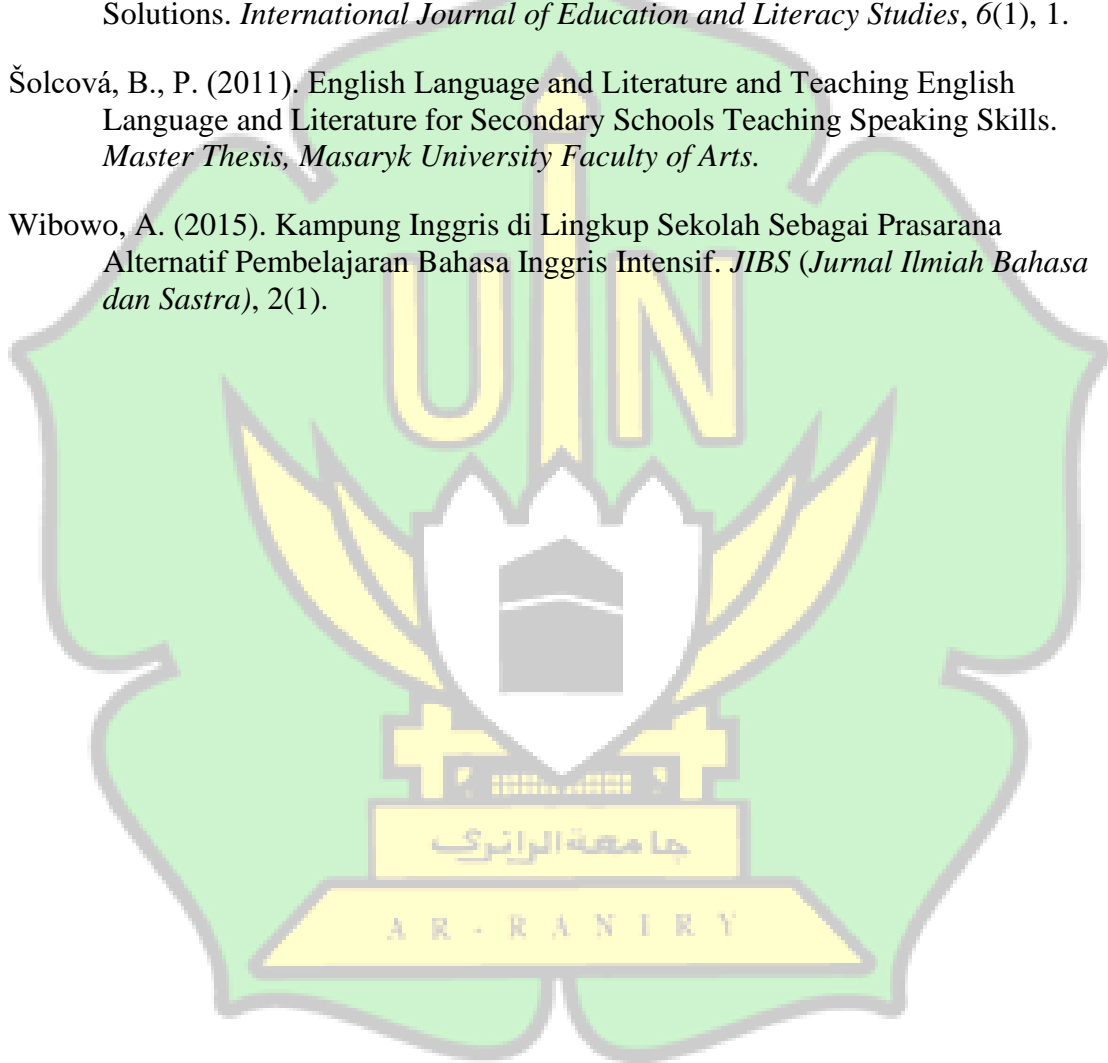 Solutions. International Journal of Education and Literacy Studies, 6(1), 1.
Šolcová, B., P. (2011). English Language and Literature and Teaching English
Language and Literature for Secondary Schools Teaching Speaking Skills.
Master Thesis, Masaryk University Faculty of Arts.
Wibowo, A. (2015). Kampung Inggris di Lingkup Sekolah Sebagai Prasarana
Alternatif Pembelajaran Bahasa Inggris Intensif. JIBS (Jurnal Ilmiah Bahasa
dan Sastra), 2(1).
UIN
جامعة الرانري
AR-RANIRY